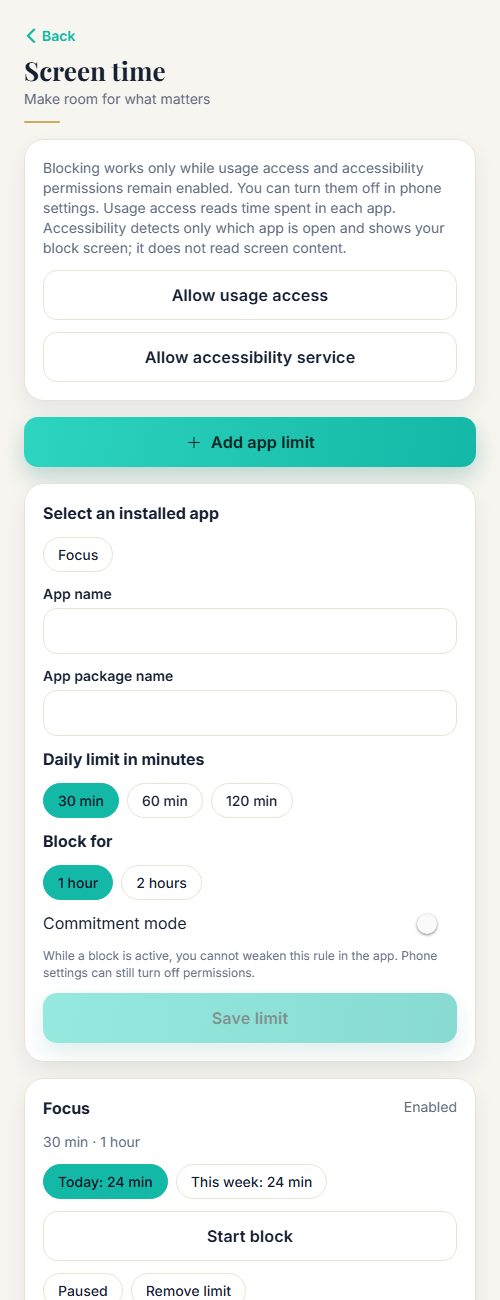 Back
Screen time
Make room for what matters
Blocking works only while usage access and accessibility
permissions remain enabled. You can turn them off in phone
settings. Usage access reads time spent in each app.
Accessibility detects only which app is open and shows your
block screen; it does not read screen content.
Allow usage access
Allow accessibility service
+ Add app limit
Select an installed app
Focus
App name
App package name
Daily limit in minutes
30 min 60 min 120 min
Block for
1 hour 2 hours
Commitment mode
While a block is active, you cannot weaken this rule in the app. Phone
settings can still turn off permissions.
Save limit
Focus Enabled
30 min · 1 hour
Today: 24 min This week: 24 min
Start block
Paused Remove limit